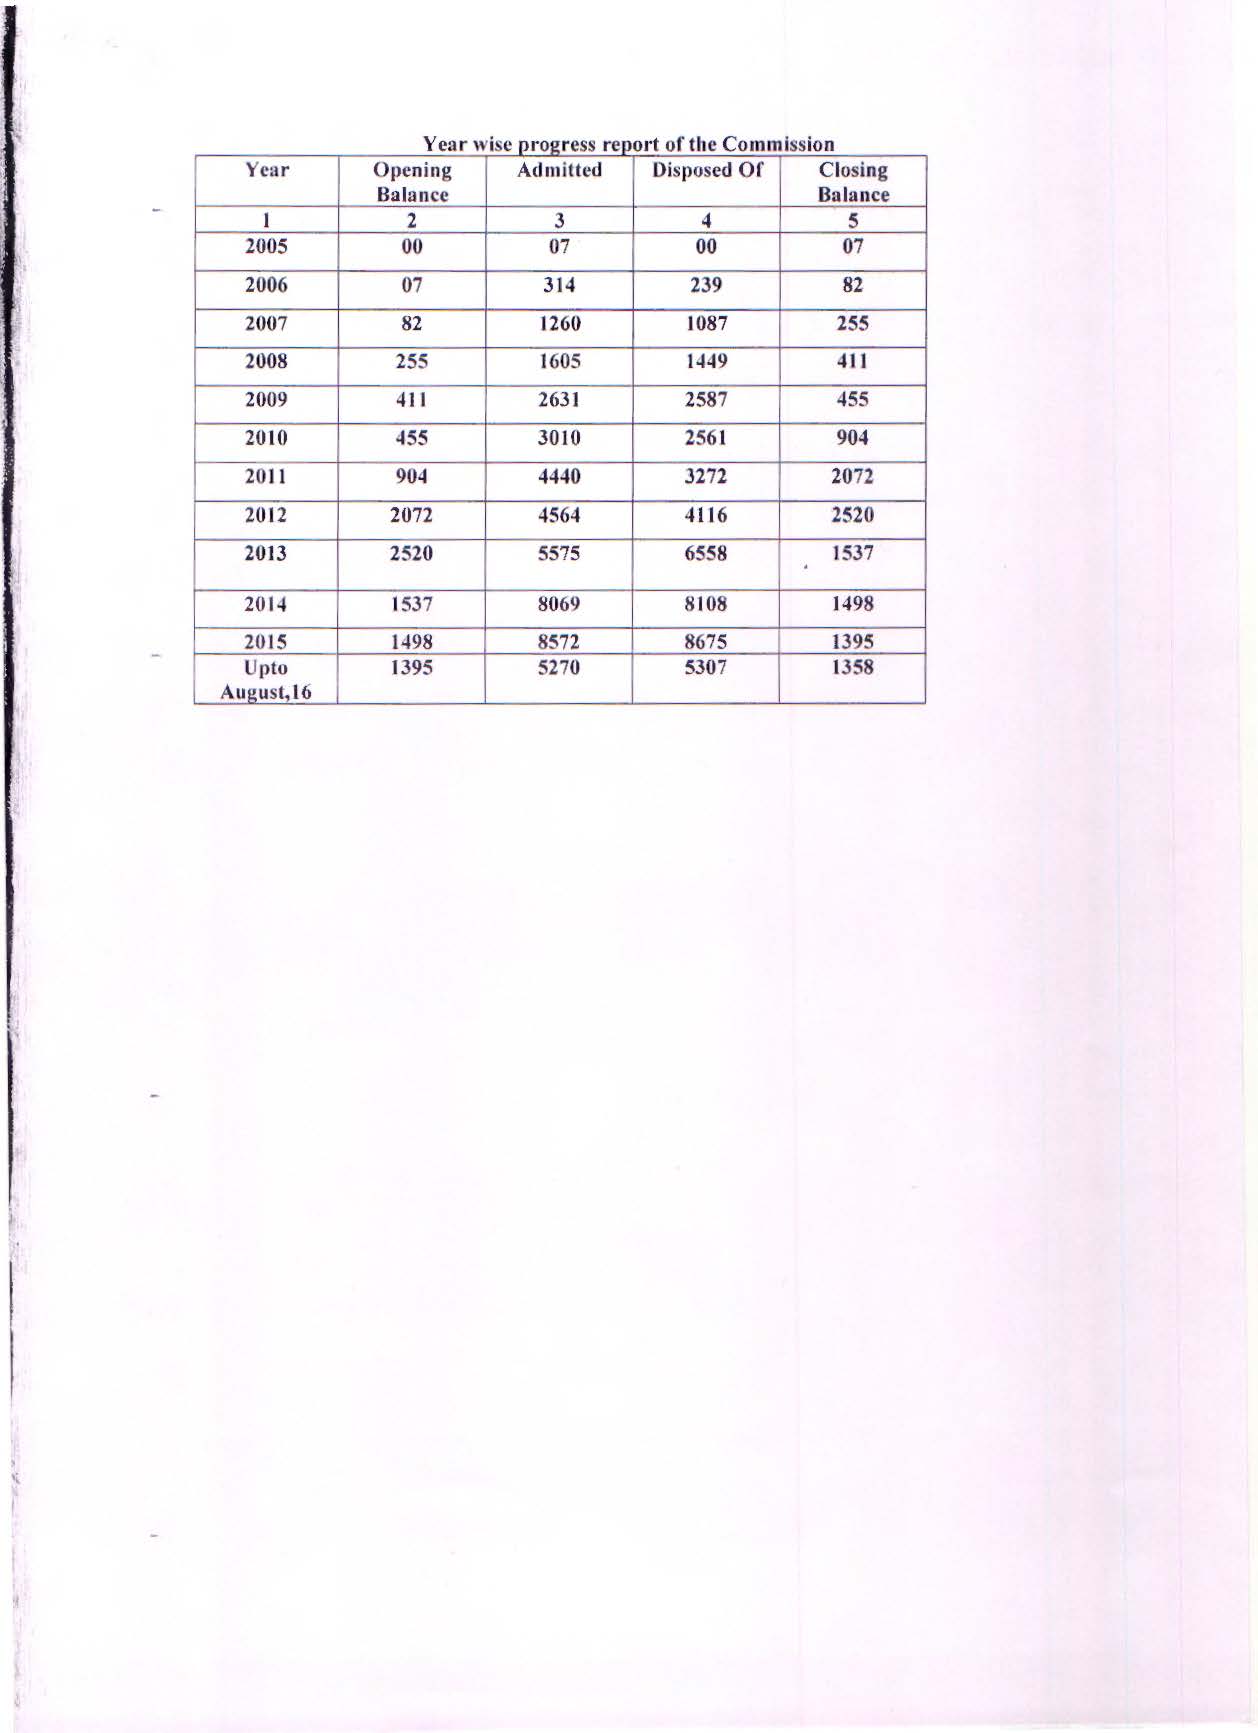 Year wise progress report of the Commission
Year Opening Balance Admitted Disposed Of Closing Balance
1 2 3 4 5
2005 00 07 00 07
2006 07 314 239 82
2007 82 1260 1087 255
2008 255 1605 1449 411
2009 411 2631 2587 455
2010 455 3010 2561 904
2011 904 4440 3272 2072
2012 2072 4564 4116 2520
2013 2520 5575 6558 1537
2014 1537 8069 8108 1498
2015 1498 8572 8675 1395
Upto August,16 1395 5270 5307 1358